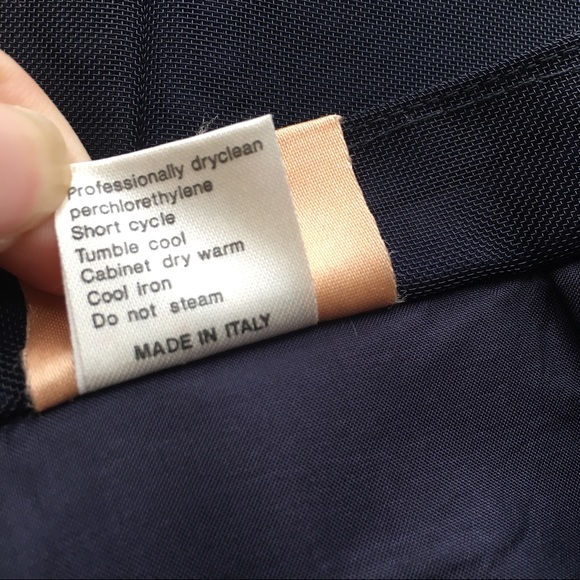 Professionally dryclean
perchlorethylene
Short cycle
Tumble cool
Cabinet dry warm
Cool iron
Do not steam
MADE IN ITALY